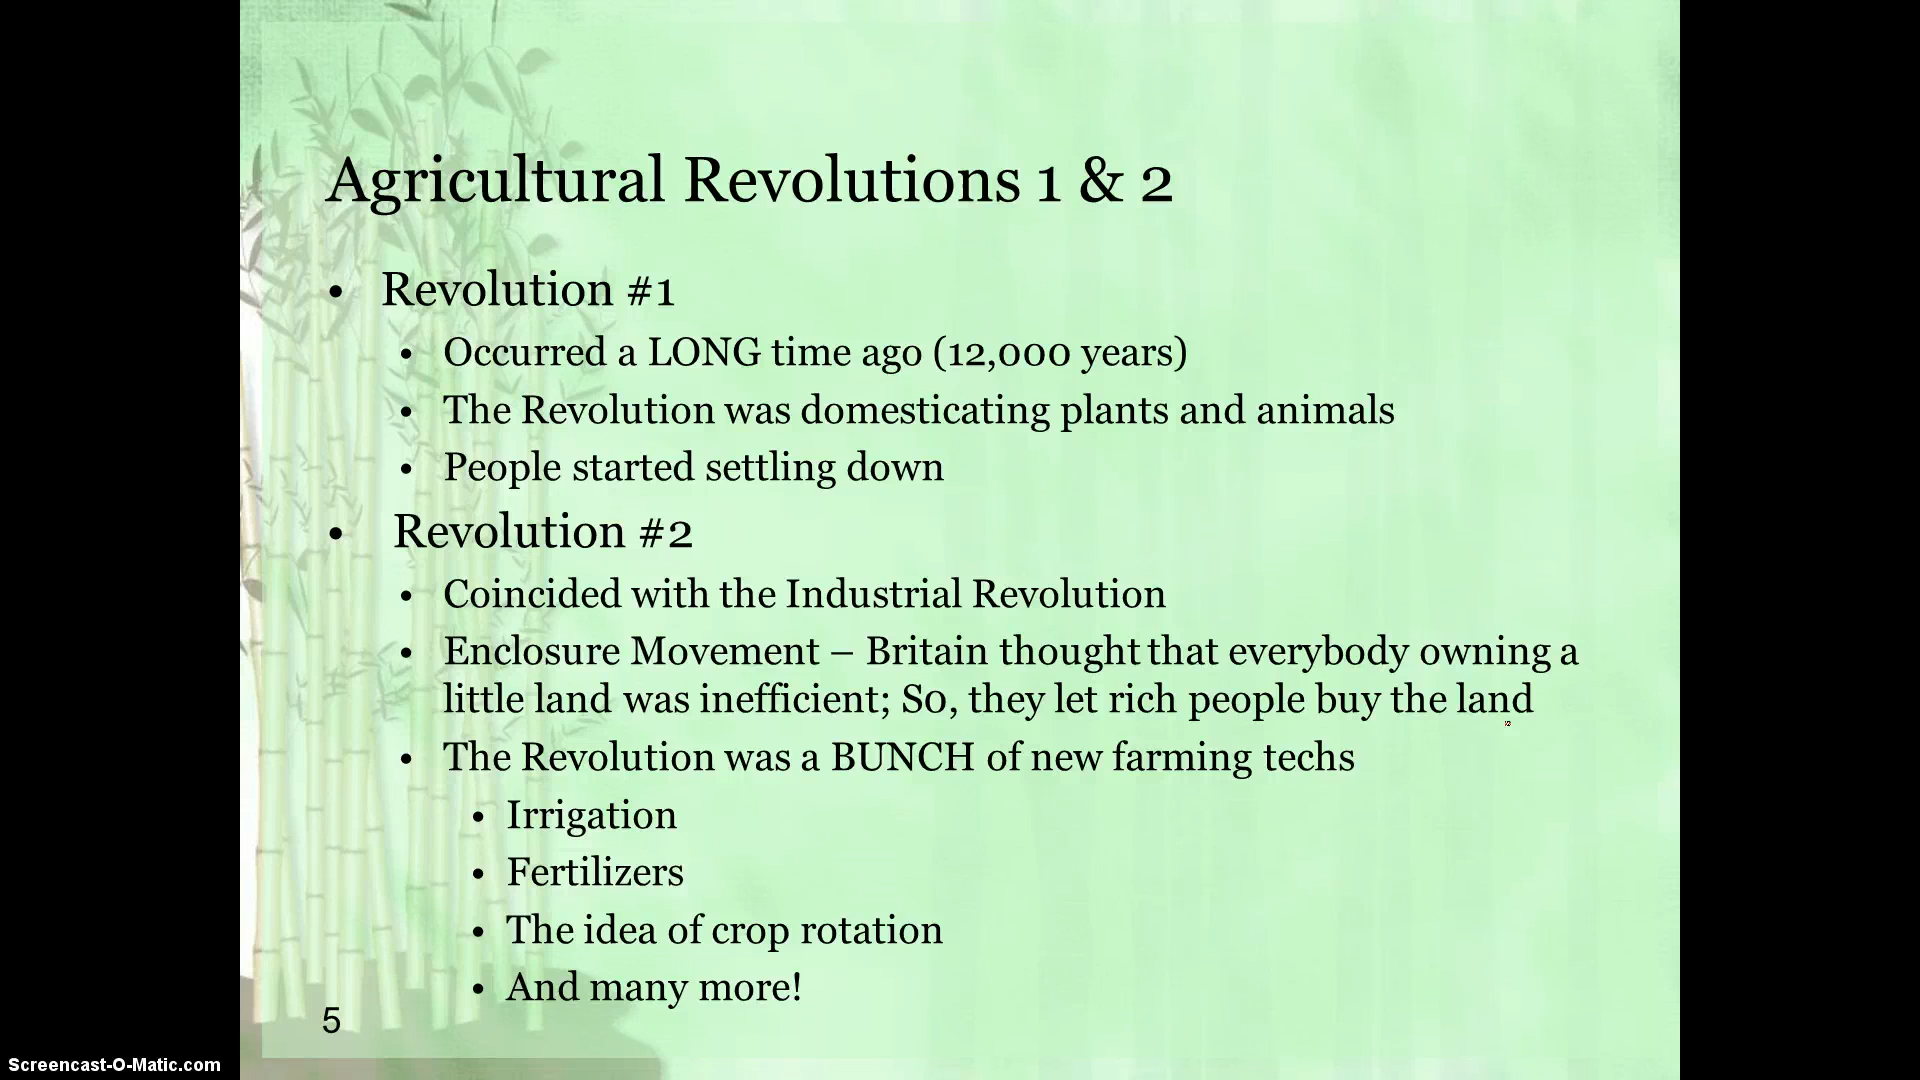 Agricultural Revolutions 1 & 2
• Revolution #1
• Occurred a LONG time ago (12,000 years)
• The Revolution was domesticating plants and animals
• People started settling down
• Revolution #2
• Coincided with the Industrial Revolution
• Enclosure Movement – Britain thought that everybody owning a
little land was inefficient; S0, they let rich people buy the land
• The Revolution was a BUNCH of new farming techs
• Irrigation
• Fertilizers
• The idea of crop rotation
• And many more!
5
Screencast-O-Matic.com